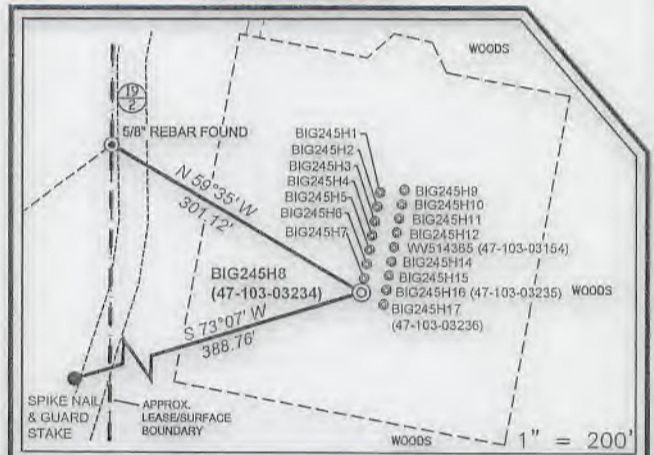 WOODS
19
2
5/8" REBAR FOUND
N 59°35' W
301.12'
BIG245H1
BIG245H2
BIG245H3
BIG245H4
BIG245H5
BIG245H6
BIG245H7
BIG245H8
(47-103-03234)
BIG245H9
BIG245H10
BIG245H11
BIG245H12
WV514365 (47-103-03154)
BIG245H14
BIG245H15
BIG245H16 (47-103-03235)
BIG245H17
(47-103-03236)
WOODS
S 73°07' W
388.76'
SPIKE NAIL
& GUARD
STAKE
APPROX.
LEASE/SURFACE
BOUNDARY
WOODS
1" = 200'